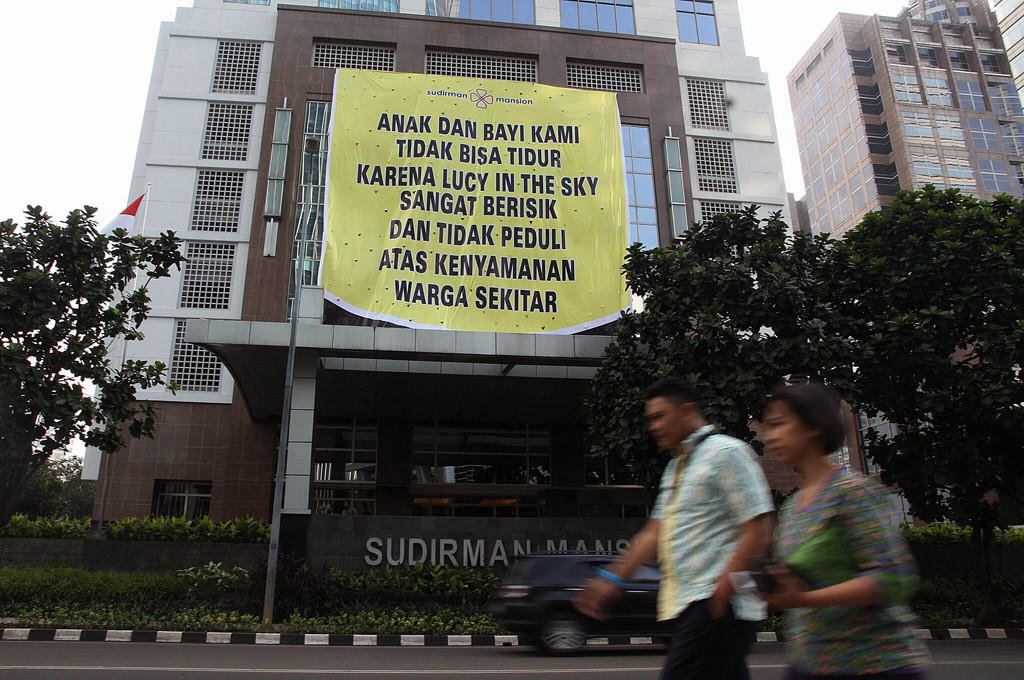 sudirman mansion
ANAK DAN BAYI KAMI
TIDAK BISA TIDUR
KARENA LUCY IN THE SKY
SANGAT BERISIK
DAN TIDAK PEDULI
ATAS KENYAMANAN
WARGA SEKITAR
SUDIRMAN MANS